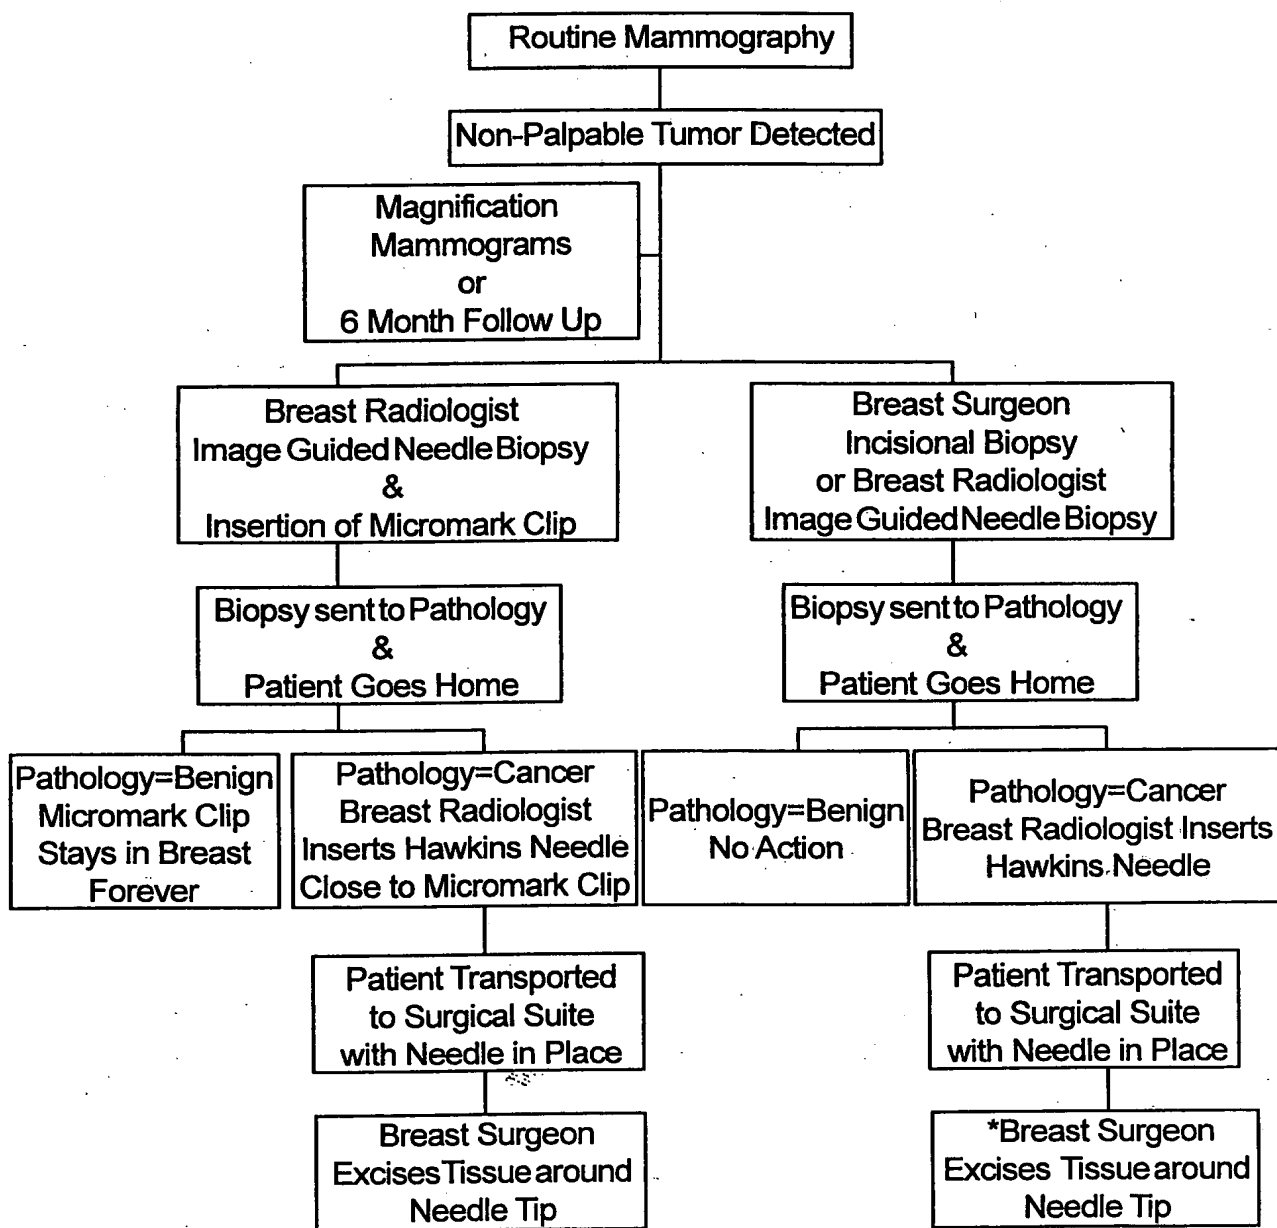 Routine Mammography
Non-Palpable Tumor Detected
Magnification
Mammograms
or
6 Month Follow Up
Breast Radiologist
Image Guided Needle Biopsy
&
Insertion of Micromark Clip
Breast Surgeon
Incisional Biopsy
or Breast Radiologist
Image Guided Needle Biopsy
Biopsy sent to Pathology
&
Patient Goes Home
Biopsy sent to Pathology
&
Patient Goes Home
Pathology=Benign
Micromark Clip
Stays in Breast
Forever
Pathology=Cancer
Breast Radiologist
Inserts Hawkins Needle
Close to Micromark Clip
Pathology=Benign
No Action
Pathology=Cancer
Breast Radiologist Inserts
Hawkins Needle
Patient Transported
to Surgical Suite
with Needle in Place
Patient Transported
to Surgical Suite
with Needle in Place
Breast Surgeon
Excises Tissue around
Needle Tip
*Breast Surgeon
Excises Tissue around
Needle Tip